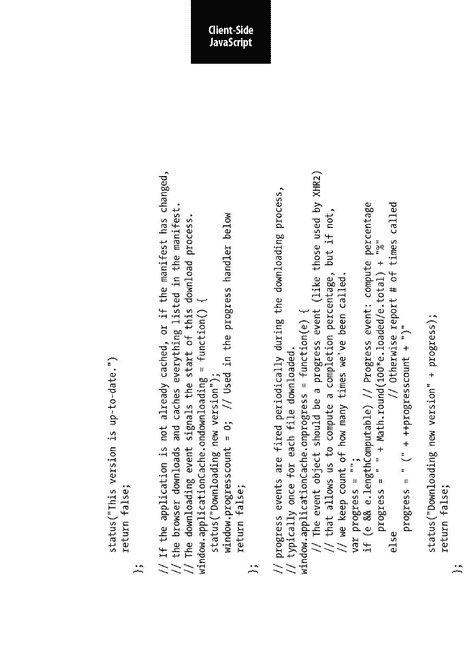 Client-Side
JavaScript
status("This version is up-to-date.")
return false;
};
// If the application is not already cached, or if the manifest has changed,
// the browser downloads and caches everything listed in the manifest.
// The downloading event signals the start of this download process.
window.applicationCache.ondownloading = function() {
status("Downloading new version");
window.progresscount = 0; // Used in the progress handler below
return false;
};
// progress events are fired periodically during the downloading process,
// typically once for each file downloaded.
window.applicationCache.onprogress = function(e) {
// The event object should be a progress event (like those used by XHR2)
// that allows us to compute a completion percentage, but if not,
// we keep count of how many times we've been called.
var progress = "";
if (e && e.lengthComputable) // Progress event: compute percentage
progress = " " + Math.round(100*e.loaded/e.total) + "%"
else // Otherwise report # of times called
progress = " (" + ++progresscount + ")"
status("Downloading new version" + progress);
return false;
};